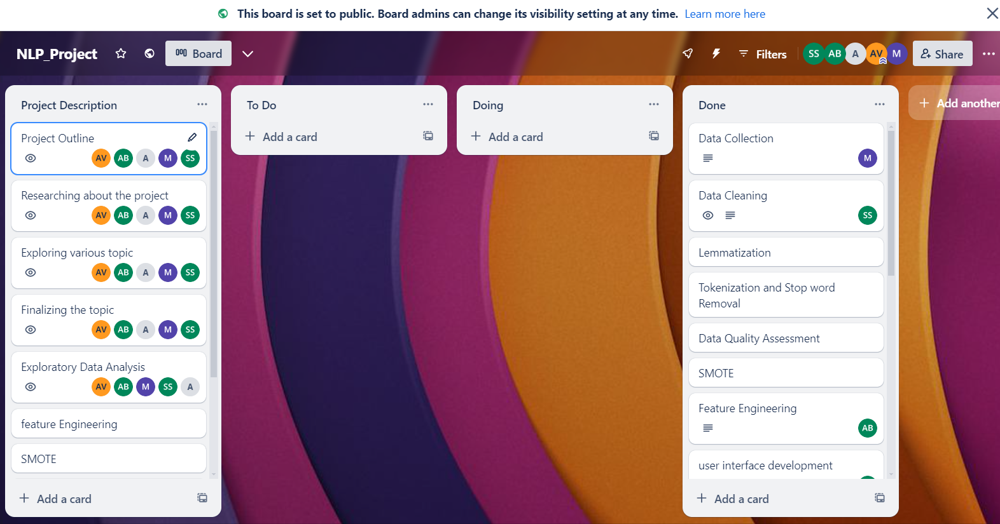 This board is set to public. Board admins can change its visibility setting at any time. Learn more here
NLP_Project
Board
Filters
SS AB A AV M
Share
Project Description
Project Outline
AV AB A M SS
Researching about the project
AV AB A M SS
Exploring various topic
AV AB A M SS
Finalizing the topic
AV AB A M SS
Exploratory Data Analysis
AV AB M SS A
feature Engineering
SMOTE
Add a card
To Do
Add a card
Doing
Add a card
Done
Data Collection
M
Data Cleaning
SS
Lemmatization
Tokenization and Stop word
Removal
Data Quality Assessment
SMOTE
Feature Engineering
AB
user interface development
Add a card
Add another